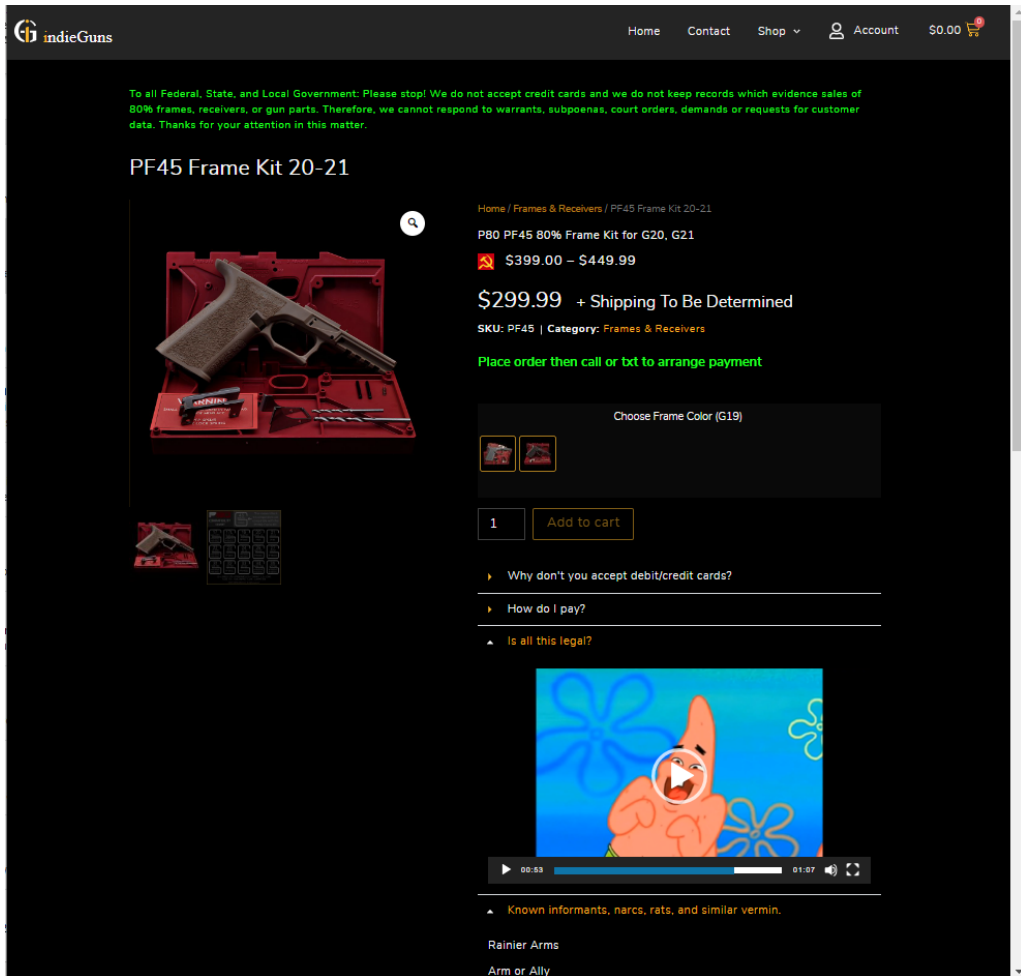 indieGuns
Home
Contact
Shop
Account
$0.00
0
To all Federal, State, and Local Government: Please stop! We do not accept credit cards and we do not keep records which evidence sales of
80% frames, receivers, or gun parts. Therefore, we cannot respond to warrants, subpoenas, court orders, demands or requests for customer
data. Thanks for your attention in this matter.
PF45 Frame Kit 20-21
Home / Frames & Receivers / PF45 Frame Kit 20-21
P80 PF45 80% Frame Kit for G20, G21
$399.00 – $449.99
$299.99 + Shipping To Be Determined
SKU: PF45 | Category: Frames & Receivers
Place order then call or txt to arrange payment
WARNING
Choose Frame Color (G19)
1
Add to cart
Why don't you accept debit/credit cards?
How do I pay?
Is all this legal?
00:53
01:07
Known informants, narcs, rats, and similar vermin.
Rainier Arms
Arm or Ally